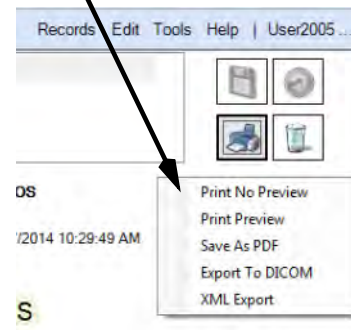 Records Edit Tools Help | User2005 ...
OS
Print No Preview
Print Preview
/2014 10:29:49 AM
Save As PDF
Export To DICOM
XML Export
S